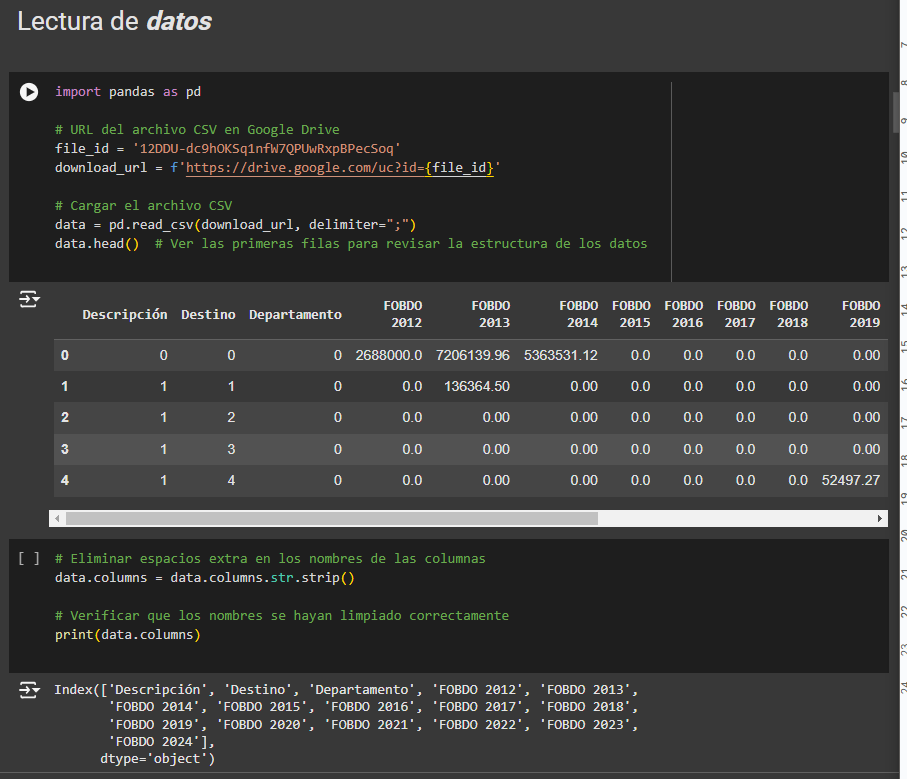 Lectura de datos
import pandas as pd
# URL del archivo CSV en Google Drive
file_id = '12DDU-dc9hOKSq1nfW7QPUwRxpBPecSoq'
download_url = f'https://drive.google.com/uc?id={file_id}'
# Cargar el archivo CSV
data = pd.read_csv(download_url, delimiter=";")
data.head()  # Ver las primeras filas para revisar la estructura de los datos
Descripción Destino Departamento FOBDO 2012 FOBDO 2013 FOBDO 2014 FOBDO 2015 FOBDO 2016 FOBDO 2017 FOBDO 2018 FOBDO 2019
0 0 0 0 2688000.0 7206139.96 5363531.12 0.0 0.0 0.0 0.0 0.00
1 1 1 0 0.0 136364.50 0.00 0.0 0.0 0.0 0.0 0.00
2 1 2 0 0.0 0.00 0.00 0.0 0.0 0.0 0.0 0.00
3 1 3 0 0.0 0.00 0.00 0.0 0.0 0.0 0.0 0.00
4 1 4 0 0.0 0.00 0.00 0.0 0.0 0.0 0.0 52497.27
[ ] # Eliminar espacios extra en los nombres de las columnas
data.columns = data.columns.str.strip()
# Verificar que los nombres se hayan limpiado correctamente
print(data.columns)
Index(['Descripción', 'Destino', 'Departamento', 'FOBDO 2012', 'FOBDO 2013',
'FOBDO 2014', 'FOBDO 2015', 'FOBDO 2016', 'FOBDO 2017', 'FOBDO 2018',
'FOBDO 2019', 'FOBDO 2020', 'FOBDO 2021', 'FOBDO 2022', 'FOBDO 2023',
'FOBDO 2024'],
dtype='object')